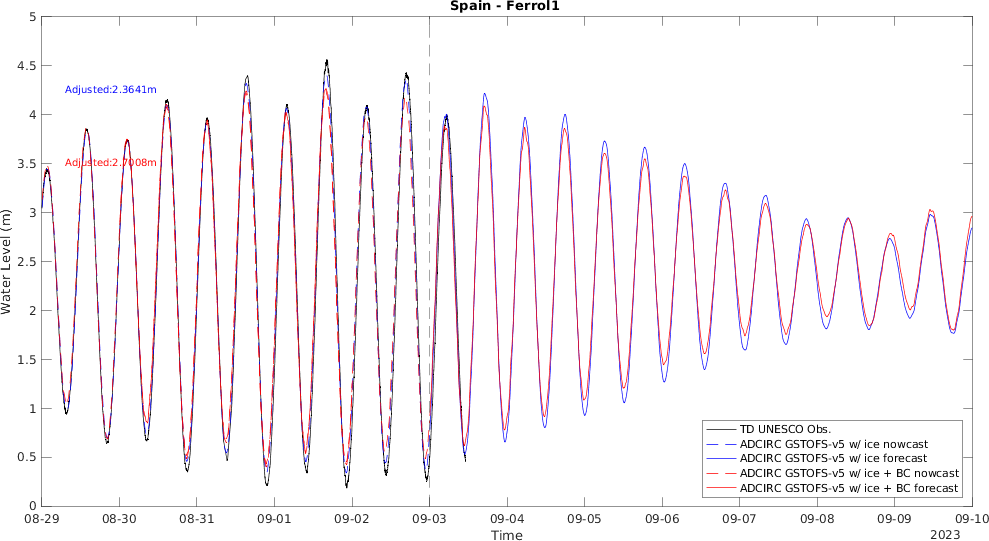 Spain - Ferrol1
5
4.5
4
3.5
3
2.5
2
1.5
1
0.5
0
Water Level (m)
Adjusted:2.3641m
Adjusted:2.7008m
TD UNESCO Obs.
ADCIRC GSTOFS-v5 w/ ice nowcast
ADCIRC GSTOFS-v5 w/ ice forecast
ADCIRC GSTOFS-v5 w/ ice + BC nowcast
ADCIRC GSTOFS-v5 w/ ice + BC forecast
08-29 08-30 08-31 09-01 09-02 09-03 09-04 09-05 09-06 09-07 09-08 09-09 09-10
Time
2023